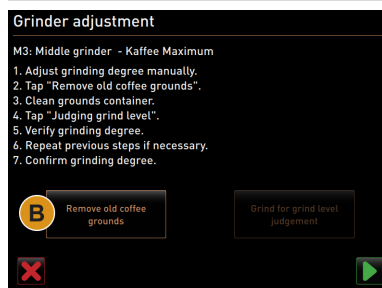 Grinder adjustment
M3: Middle grinder - Kaffee Maximum
1. Adjust grinding degree manually.
2. Tap "Remove old coffee grounds".
3. Clean grounds container.
4. Tap "Judging grind level".
5. Verify grinding degree.
6. Repeat previous steps if necessary.
7. Confirm grinding degree.
B
Remove old coffee
grounds
Grind for grind level
judgement